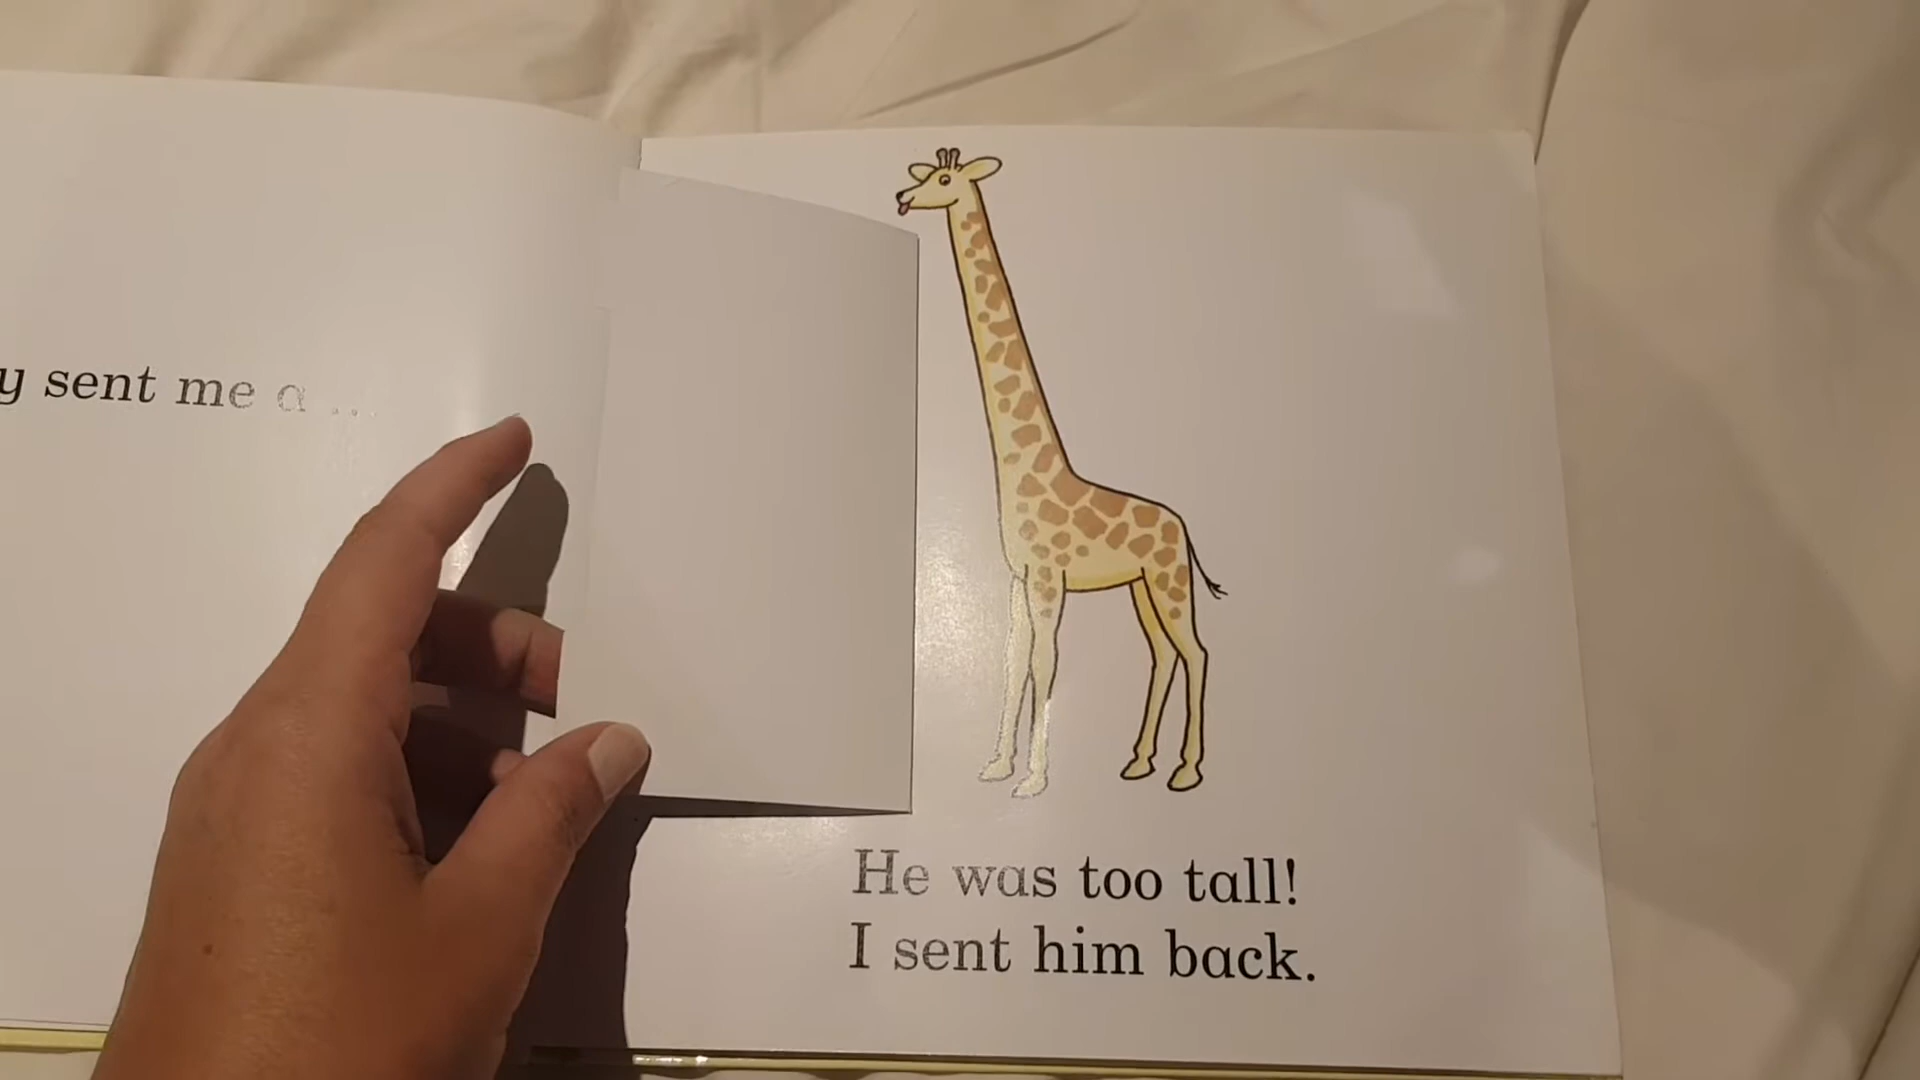 y sent me a ...
He was too tall!
I sent him back.